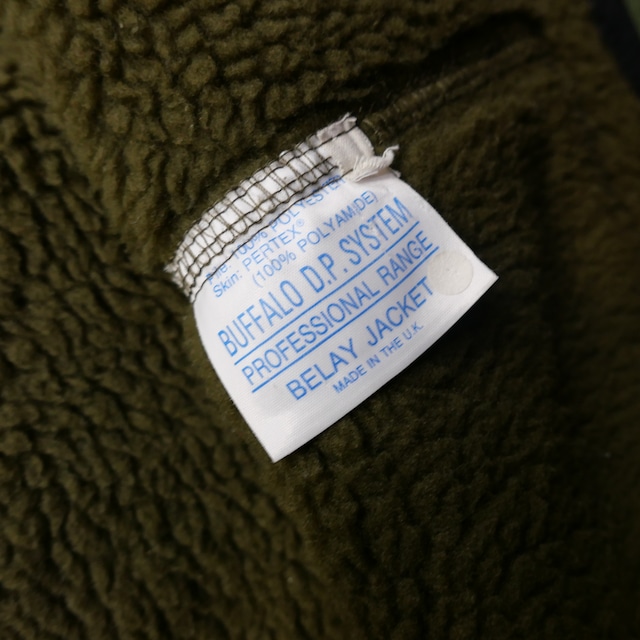 100% POLYESTER
Skin: PERTEX®
(100% POLYAMIDE)
BUFFALO D.P. SYSTEM
PROFESSIONAL RANGE
BELAY JACKET
MADE IN THE U.K.